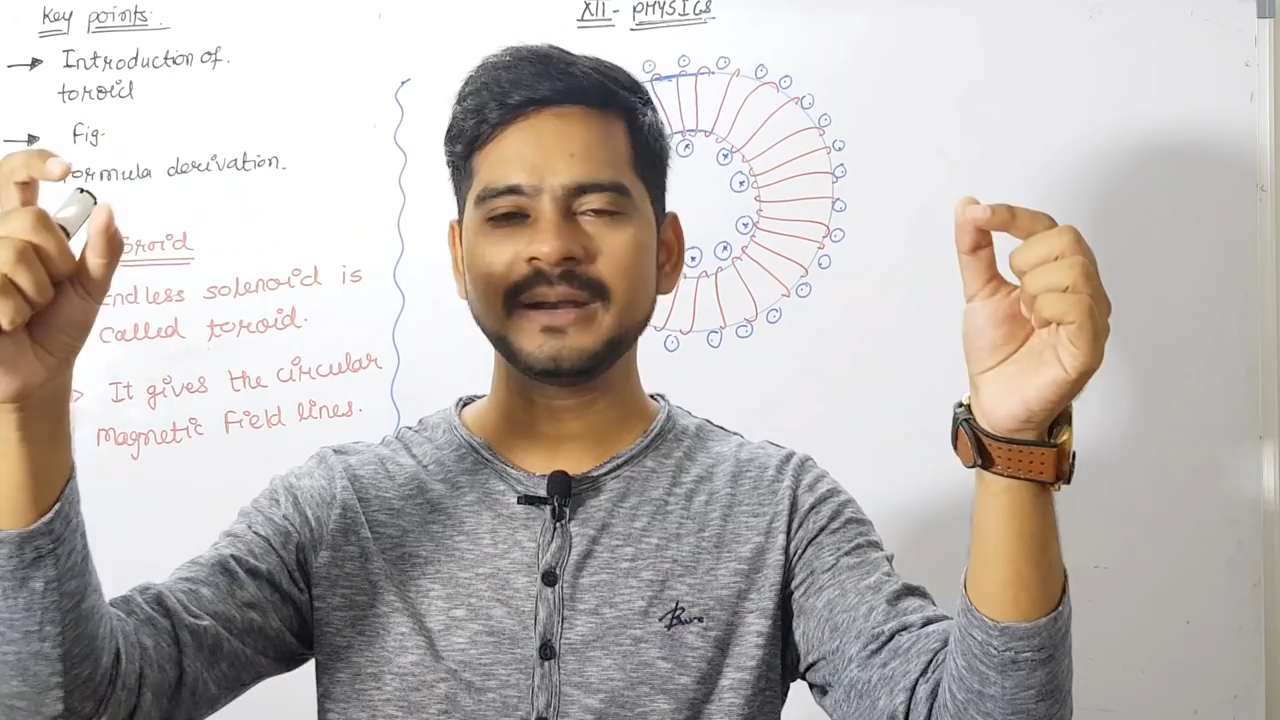 Key points:
XII - PHYSICS
→ Introduction of.
toroid
→ Fig-
ormula derivation.
oroid
Endless solenoid is
called toroid.
> It gives the circular
Magnetic Field lines.